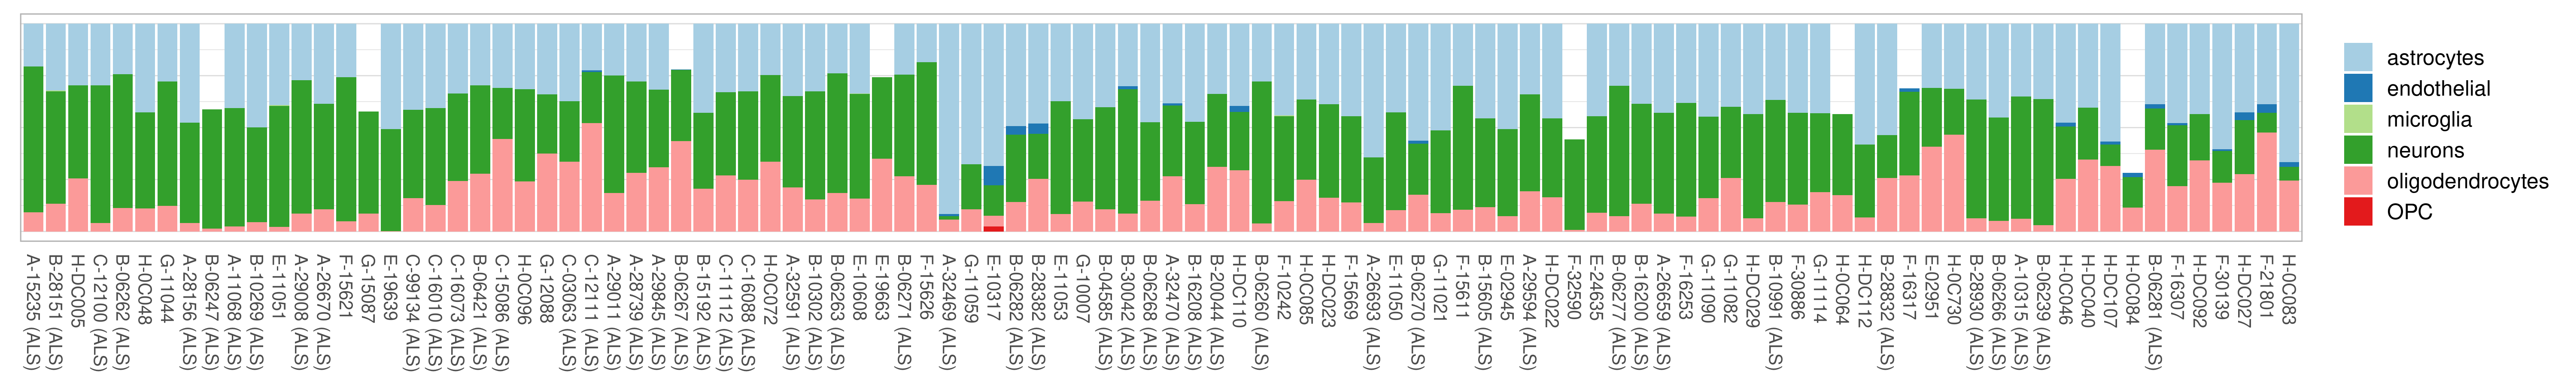 astrocytes
endothelial
microglia
neurons
oligodendrocytes
OPC
A-15235 (ALS)
B-28151 (ALS)
H-DC005
C-12100 (ALS)
B-06262 (ALS)
H-0C048
G-11044
A-28156 (ALS)
B-06247 (ALS)
A-11068 (ALS)
B-10269 (ALS)
E-11051
A-29008 (ALS)
A-26670 (ALS)
F-15621
G-15087
E-19639
C-99134 (ALS)
C-16010 (ALS)
C-16073 (ALS)
B-06421 (ALS)
C-15086 (ALS)
H-0C096
G-12088
C-03063 (ALS)
C-12111 (ALS)
A-29011 (ALS)
A-28739 (ALS)
A-29845 (ALS)
B-06267 (ALS)
B-15192 (ALS)
C-11112 (ALS)
C-16088 (ALS)
H-0C072
A-32591 (ALS)
B-10302 (ALS)
B-06263 (ALS)
E-10608
E-19663
B-06271 (ALS)
F-15626
A-32469 (ALS)
G-11059
E-10317
B-06282 (ALS)
B-28382 (ALS)
E-11053
G-10007
B-04585 (ALS)
B-30042 (ALS)
B-06268 (ALS)
A-32470 (ALS)
B-16208 (ALS)
B-20044 (ALS)
H-DC110
B-06260 (ALS)
F-10242
H-0C085
H-DC023
F-15669
A-26693 (ALS)
E-11050
B-06270 (ALS)
G-11021
F-15611
B-15605 (ALS)
E-02945
A-29594 (ALS)
H-DC022
F-32590
E-24635
B-06277 (ALS)
B-16200 (ALS)
A-26659 (ALS)
F-16253
G-11090
G-11082
H-DC029
B-10991 (ALS)
F-30886
G-11114
H-0C064
H-DC112
B-28832 (ALS)
F-16317
E-02951
H-0C730
B-28930 (ALS)
B-06266 (ALS)
A-10315 (ALS)
B-06239 (ALS)
H-0C046
H-DC040
H-DC107
H-0C084
B-06281 (ALS)
F-16307
H-DC092
F-30139
H-DC027
F-21801
H-0C083